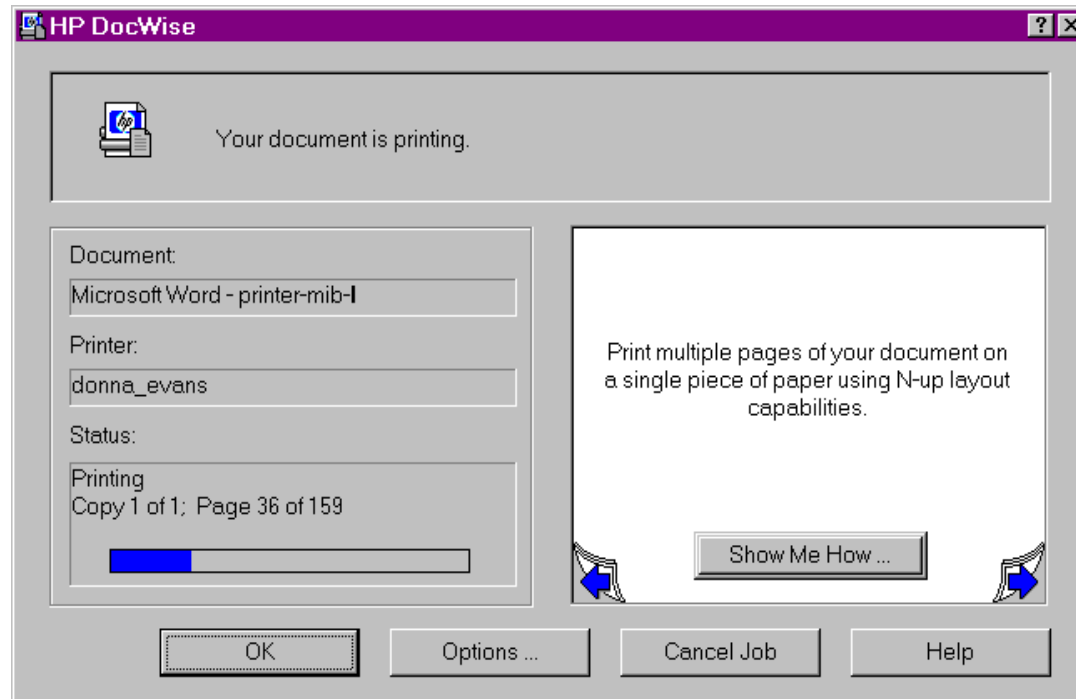 HP DocWise
Your document is printing.
Document:
Microsoft Word - printer-mib-l
Printer:
donna_evans
Status:
Printing
Copy 1 of 1; Page 36 of 159
Print multiple pages of your document on
a single piece of paper using N-up layout
capabilities.
Show Me How ...
OK
Options ...
Cancel Job
Help